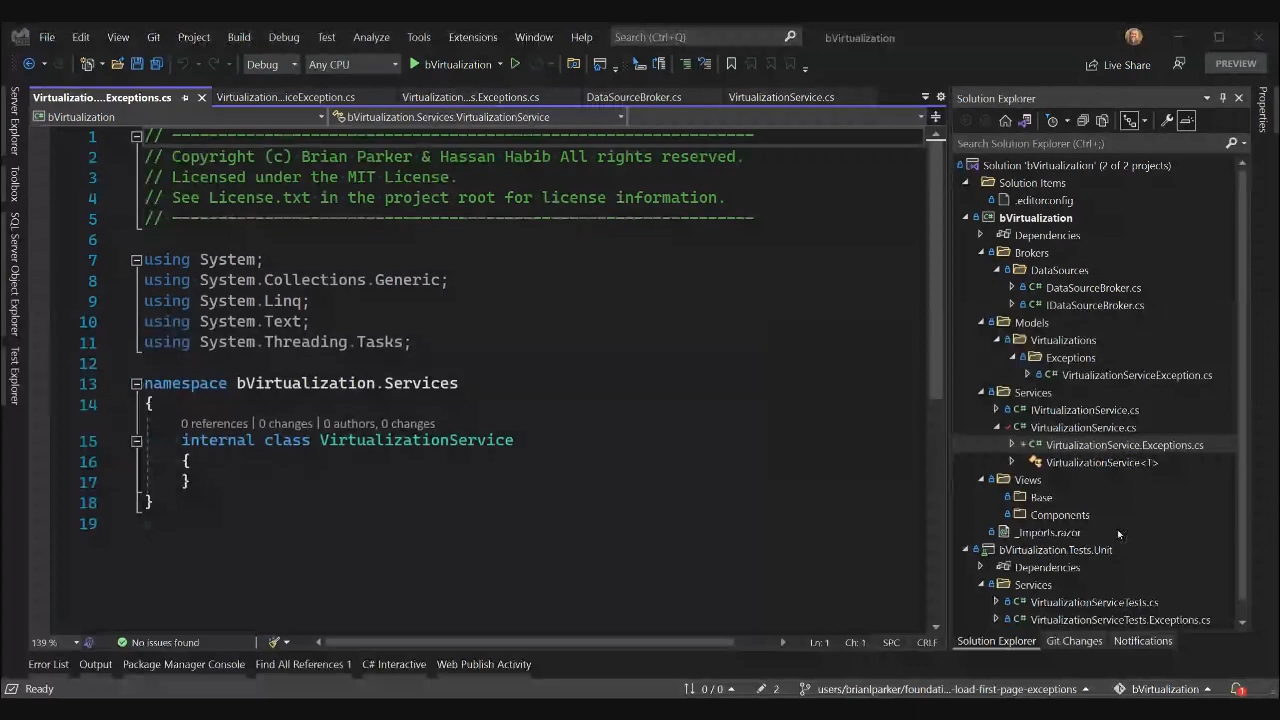 File Edit View Git Project Build Debug Test Analyze Tools Extensions Window Help Search (Ctrl+Q) bVirtualization
Debug Any CPU bVirtualization Live Share PREVIEW
Virtualizatio....Exceptions.cs Virtualization...iceException.cs Virtualization...s.Exceptions.cs DataSourceBroker.cs VirtualizationService.cs
bVirtualization bVirtualization.Services.VirtualizationService
Server Explorer
Toolbox
SQL Server Object Explorer
Test Explorer
1 // ---------------------------------------------------------------
2 // Copyright (c) Brian Parker & Hassan Habib All rights reserved.
3 // Licensed under the MIT License.
4 // See License.txt in the project root for license information.
5 // ---------------------------------------------------------------
6
7 using System;
8 using System.Collections.Generic;
9 using System.Linq;
10 using System.Text;
11 using System.Threading.Tasks;
12
13 namespace bVirtualization.Services
14 {
0 references | 0 changes | 0 authors, 0 changes
15 internal class VirtualizationService
16 {
17 }
18 }
19
139 % No issues found Ln: 1 Ch: 1 SPC CRLF
Solution Explorer
Search Solution Explorer (Ctrl+;)
Solution 'bVirtualization' (2 of 2 projects)
Solution Items
.editorconfig
bVirtualization
Dependencies
Brokers
DataSources
DataSourceBroker.cs
IDataSourceBroker.cs
Models
Virtualizations
Exceptions
VirtualizationServiceException.cs
Services
IVirtualizationService.cs
VirtualizationService.cs
VirtualizationService.Exceptions.cs
VirtualizationService<T>
Views
Base
Components
_Imports.razor
bVirtualization.Tests.Unit
Dependencies
Services
VirtualizationServiceTests.cs
VirtualizationServiceTests.Exceptions.cs
Solution Explorer Git Changes Notifications
Properties
Error List Output Package Manager Console Find All References 1 C# Interactive Web Publish Activity
Ready 0 / 0 2 users/brianlparker/foundati...-load-first-page-exceptions bVirtualization 1